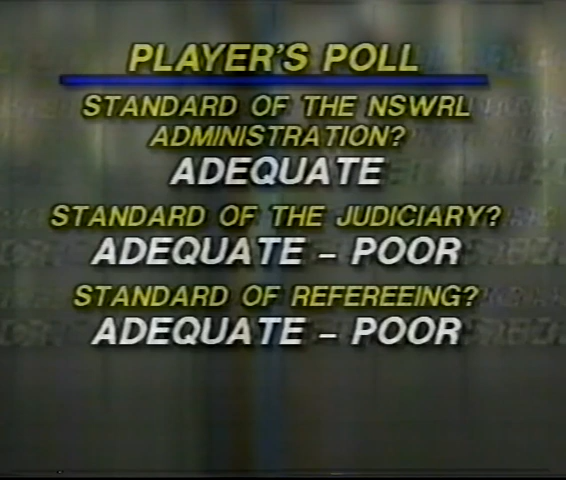 PLAYER'S POLL
STANDARD OF THE NSWRL
ADMINISTRATION?
ADEQUATE
STANDARD OF THE JUDICIARY?
ADEQUATE – POOR
STANDARD OF REFEREEING?
ADEQUATE – POOR